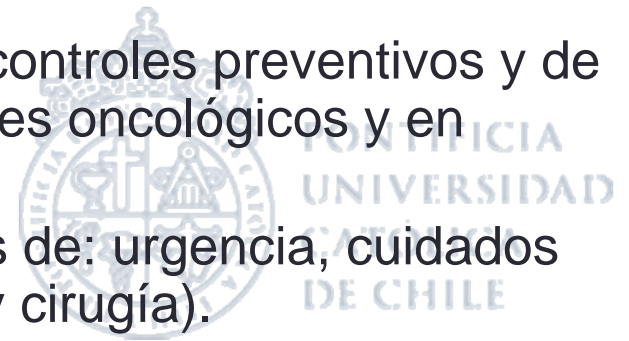 controles preventivos y de
es oncológicos y en
PONTIFICIA
UNIVERSIDAD
s de: urgencia, cuidados
CATÓLICA
y cirugía).
DE CHILE